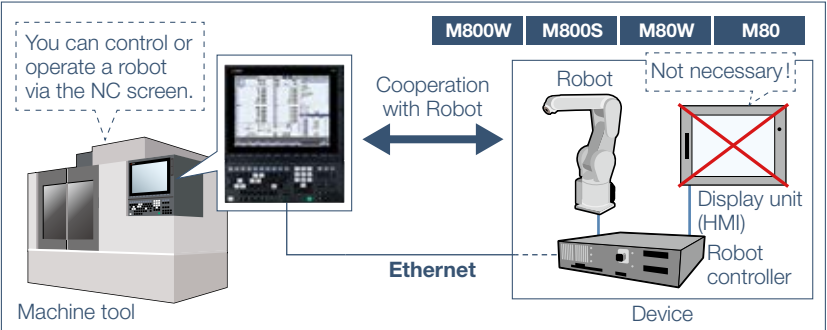 M800W M800S M80W M80
You can control or
operate a robot
via the NC screen.
Cooperation
with Robot
Robot
Not necessary!
Display unit
(HMI)
Robot
controller
Ethernet
Machine tool
Device